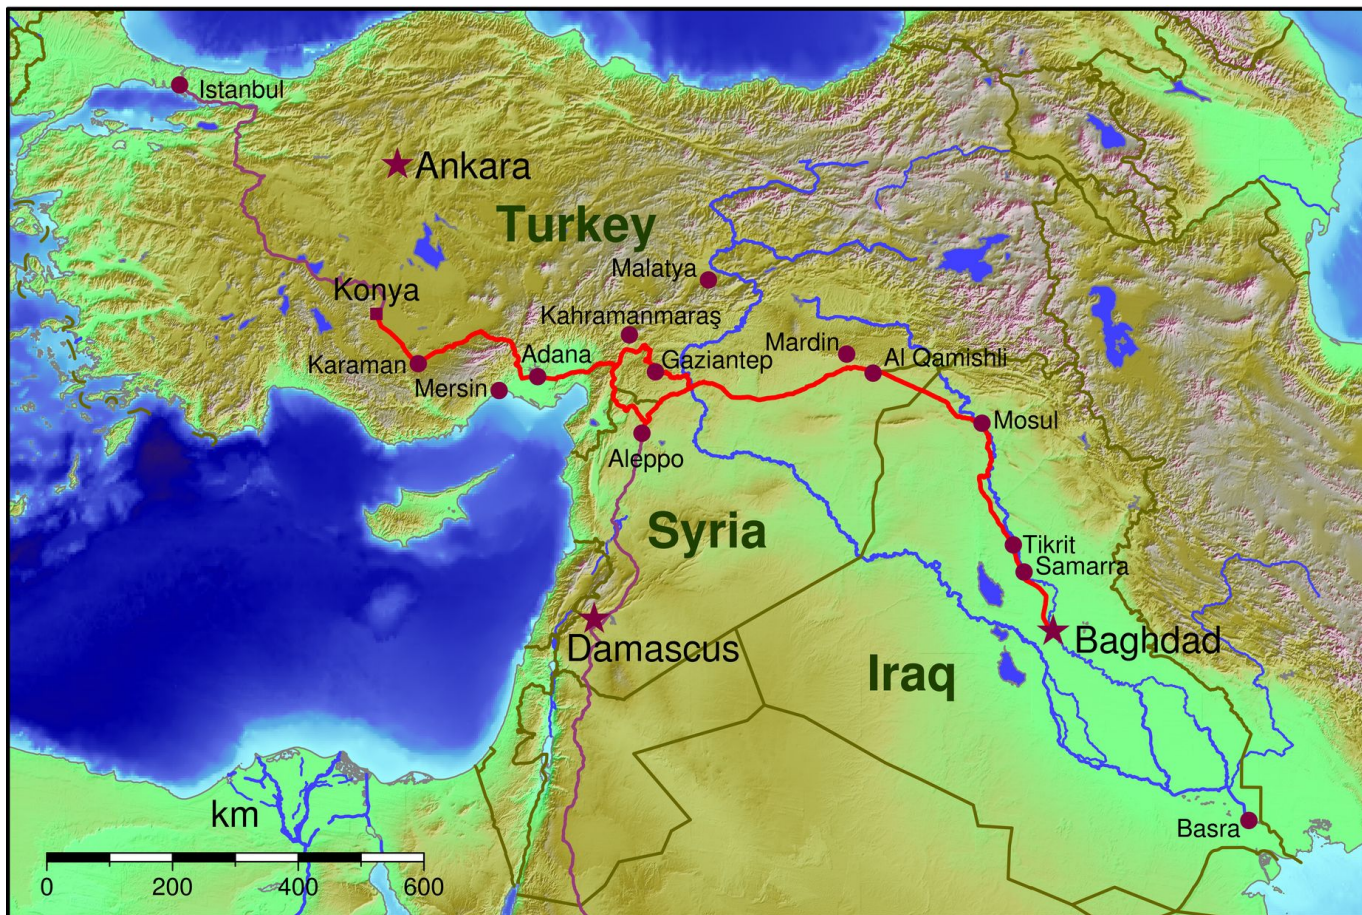 Istanbul
Ankara
Turkey
Malatya
Konya
Kahramanmaraş
Mardin
Al Qamishli
Karaman
Adana
Gaziantep
Mersin
Mosul
Aleppo
Syria
Tikrit
Samarra
Damascus
Baghdad
Iraq
km
Basra
0 200 400 600